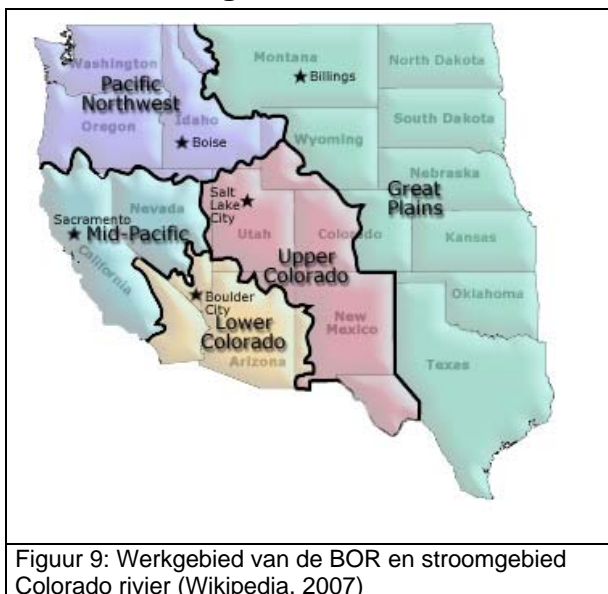 Washington
Montana
North Dakota
Pacific
Northwest
Billings
Oregon
Idaho
South Dakota
Boise
Wyoming
Nebraska
Salt
Lake
City
Great
Plains
Nevada
Sacramento
Mid-Pacific
Utah
Colorado
Kansas
Upper
Colorado
California
Boulder
City
Oklahoma
Lower
Colorado
New
Mexico
Arizona
Texas
Figuur 9: Werkgebied van de BOR en stroomgebied
Colorado rivier (Wikipedia, 2007)